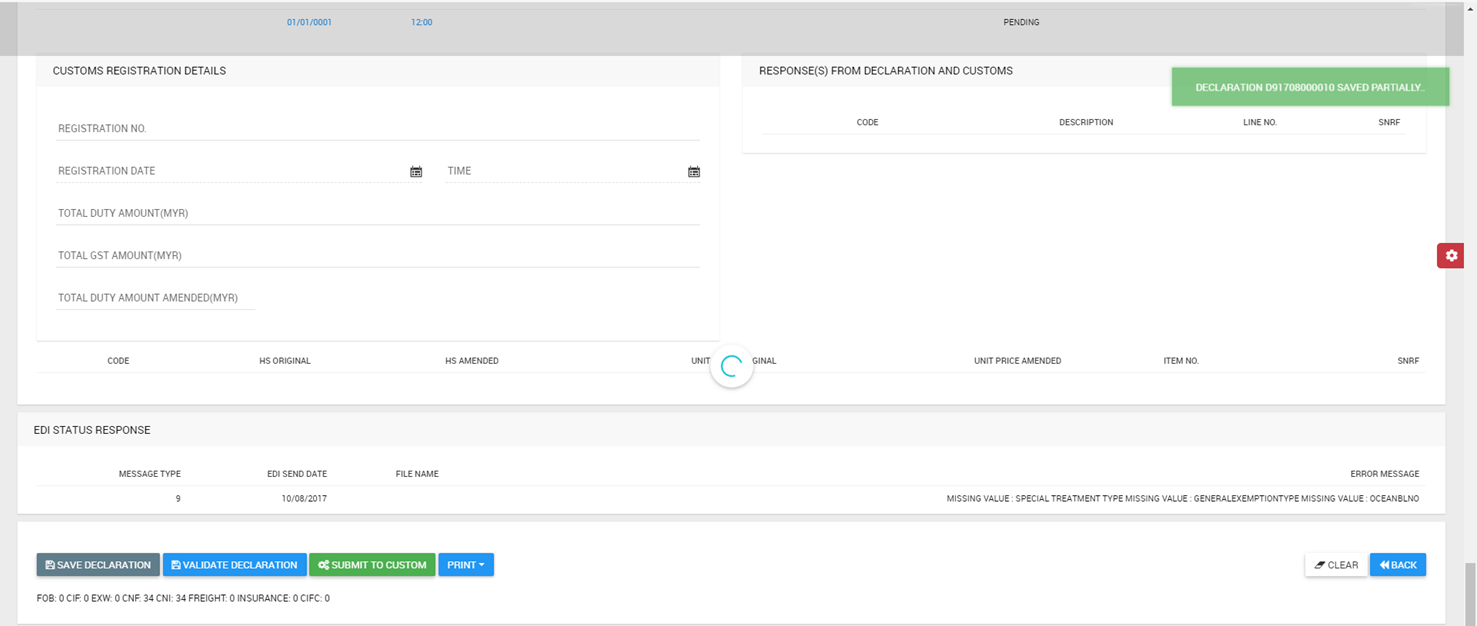 01/01/0001 12:00 PENDING
CUSTOMS REGISTRATION DETAILS
RESPONSE(S) FROM DECLARATION AND CUSTOMS
DECLARATION D91708000010 SAVED PARTIALLY..
CODE DESCRIPTION LINE NO. SNRF
REGISTRATION NO.
REGISTRATION DATE TIME
TOTAL DUTY AMOUNT(MYR)
TOTAL GST AMOUNT(MYR)
TOTAL DUTY AMOUNT AMENDED(MYR)
CODE HS ORIGINAL HS AMENDED UNIT GINAL UNIT PRICE AMENDED ITEM NO. SNRF
EDI STATUS RESPONSE
MESSAGE TYPE EDI SEND DATE FILE NAME ERROR MESSAGE
9 10/08/2017 MISSING VALUE : SPECIAL TREATMENT TYPE MISSING VALUE : GENERALEXEMPTIONTYPE MISSING VALUE : OCEANBLNO
SAVE DECLARATION VALIDATE DECLARATION SUBMIT TO CUSTOM PRINT CLEAR BACK
FOB: 0 CIF: 0 EXW: 0 CNF: 34 CNI: 34 FREIGHT: 0 INSURANCE: 0 CIFC: 0